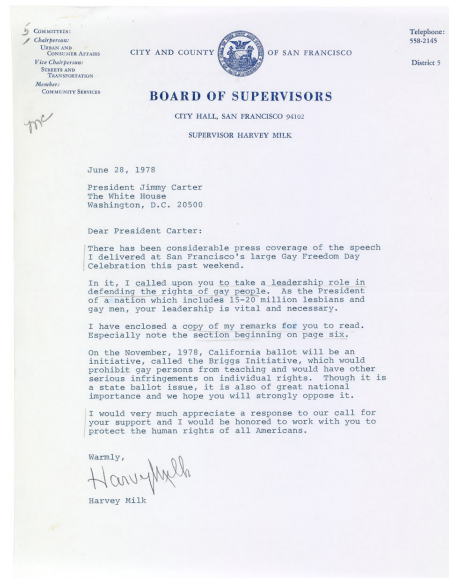 COMMITTEES:
Chairperson:
URBAN AND
CONSUMER AFFAIRS
Vice Chairperson:
STREETS AND
TRANSPORTATION
Member:
COMMUNITY SERVICES
CITY AND COUNTY OF SAN FRANCISCO
Telephone:
558-2145
District 5
BOARD OF SUPERVISORS
CITY HALL, SAN FRANCISCO 94102
SUPERVISOR HARVEY MILK
June 28, 1978
President Jimmy Carter
The White House
Washington, D.C. 20500
Dear President Carter:
There has been considerable press coverage of the speech
I delivered at San Francisco's large Gay Freedom Day
Celebration this past weekend.
In it, I called upon you to take a leadership role in
defending the rights of gay people. As the President
of a nation which includes 15-20 million lesbians and
gay men, your leadership is vital and necessary.
I have enclosed a copy of my remarks for you to read.
Especially note the section beginning on page six.
On the November, 1978, California ballot will be an
initiative, called the Briggs Initiative, which would
prohibit gay persons from teaching and would have other
serious infringements on individual rights. Though it is
a state ballot issue, it is also of great national
importance and we hope you will strongly oppose it.
I would very much appreciate a response to our call for
your support and I would be honored to work with you to
protect the human rights of all Americans.
Warmly,
Harvey Milk
Harvey Milk